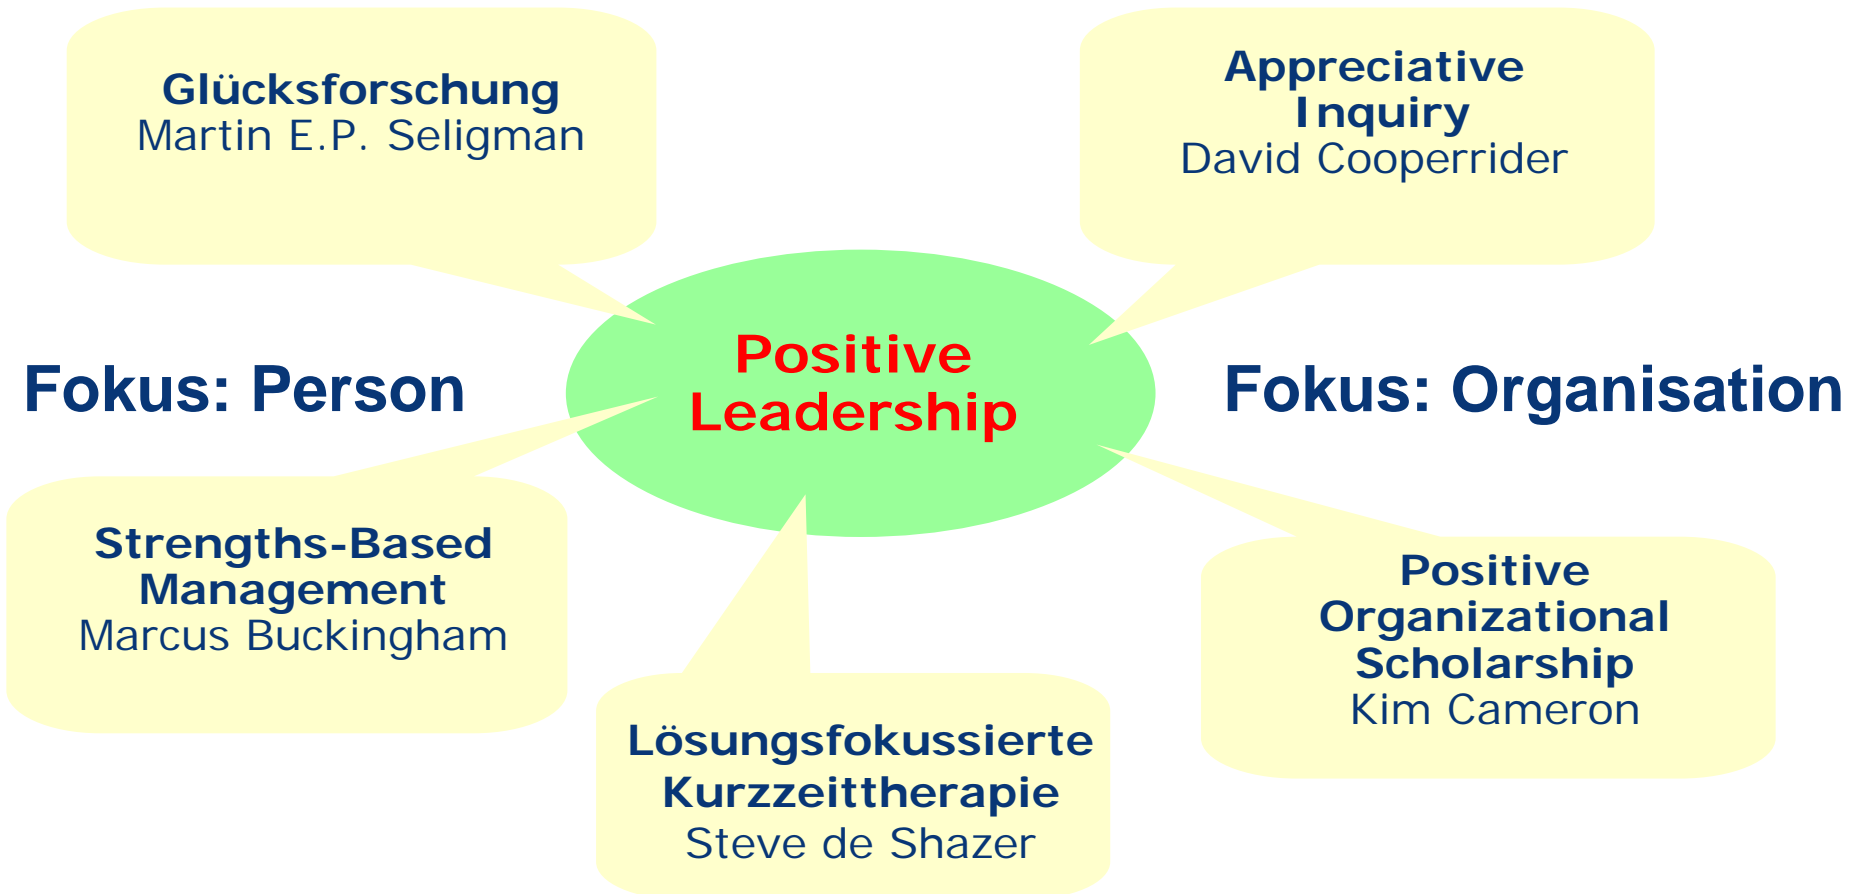 Glücksforschung
Martin E.P. Seligman
Appreciative
Inquiry
David Cooperrider
Positive
Leadership
Fokus: Person
Fokus: Organisation
Strengths-Based
Management
Marcus Buckingham
Lösungsfokussierte
Kurzzeittherapie
Steve de Shazer
Positive
Organizational
Scholarship
Kim Cameron